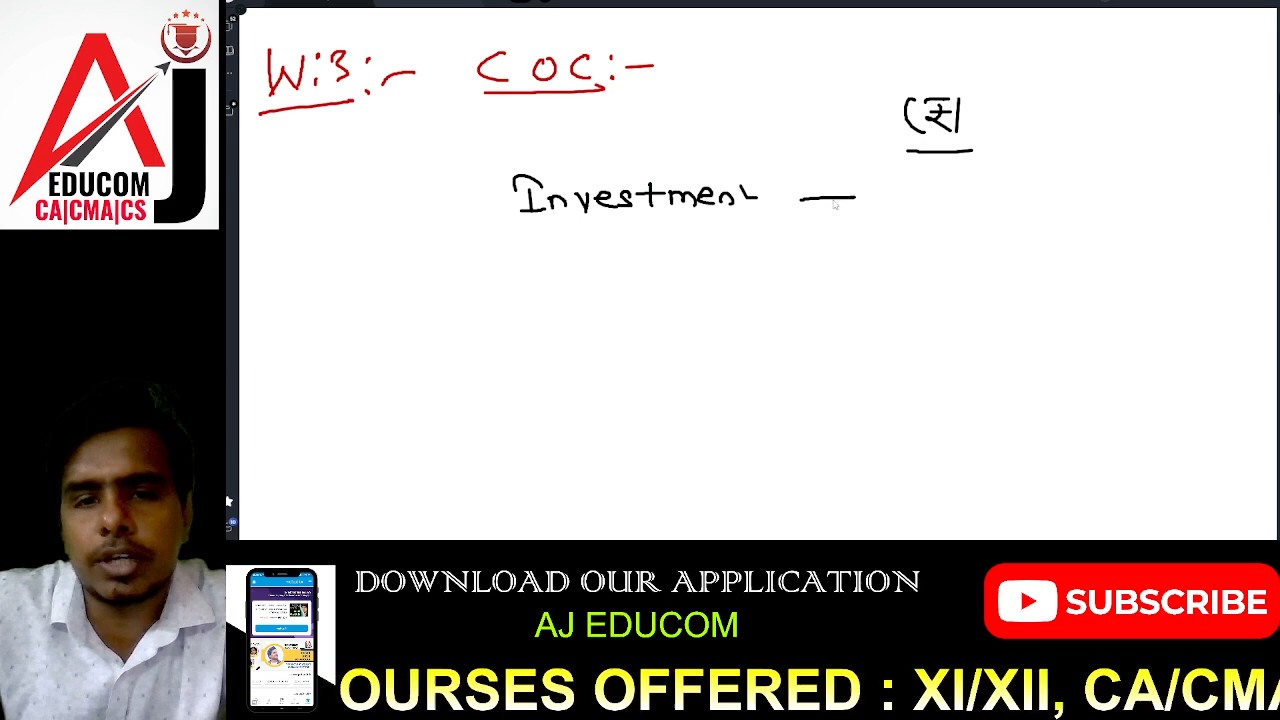 AJ
EDUCOM
CA|CMA|CS
W:3:- COC:-
(₹)
Investment —
DOWNLOAD OUR APPLICATION
AJ EDUCOM
SUBSCRIBE
OURSES OFFERED : XI/XII, CA/CMA